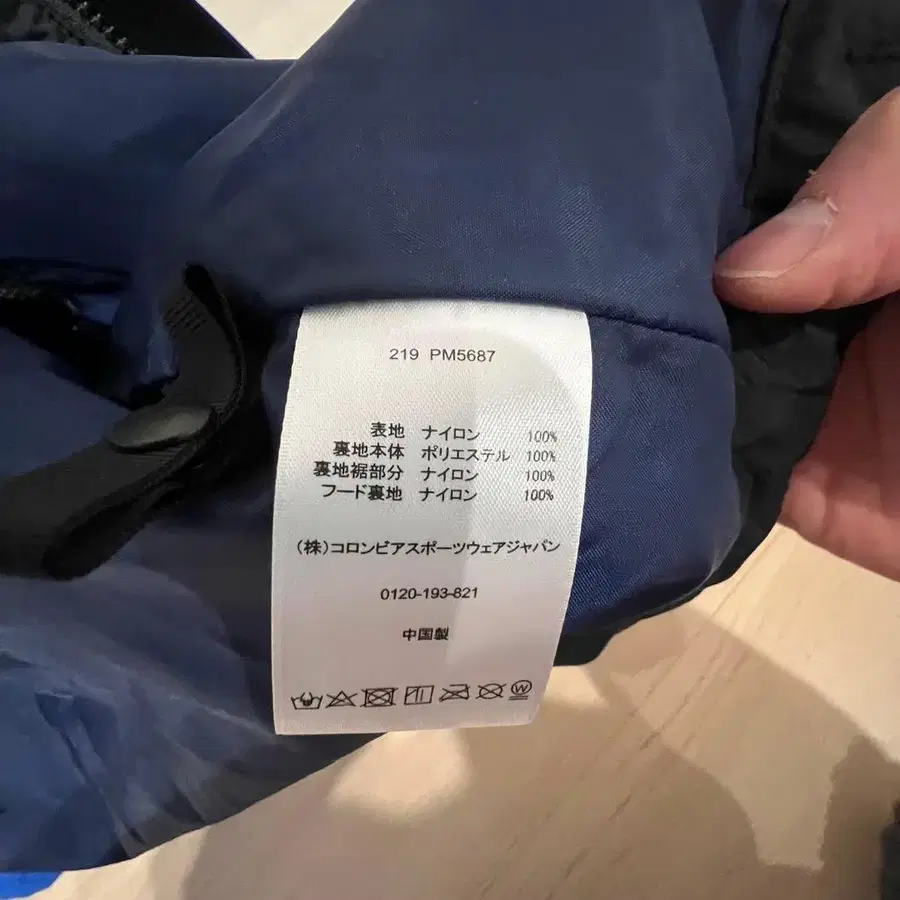 219 PM5687
表地 ナイロン 100%
裏地本体 ポリエステル 100%
裏地裾部分 ナイロン 100%
フード裏地 ナイロン 100%
(株)コロンビアスポーツウェアジャパン
0120-193-821
中国製